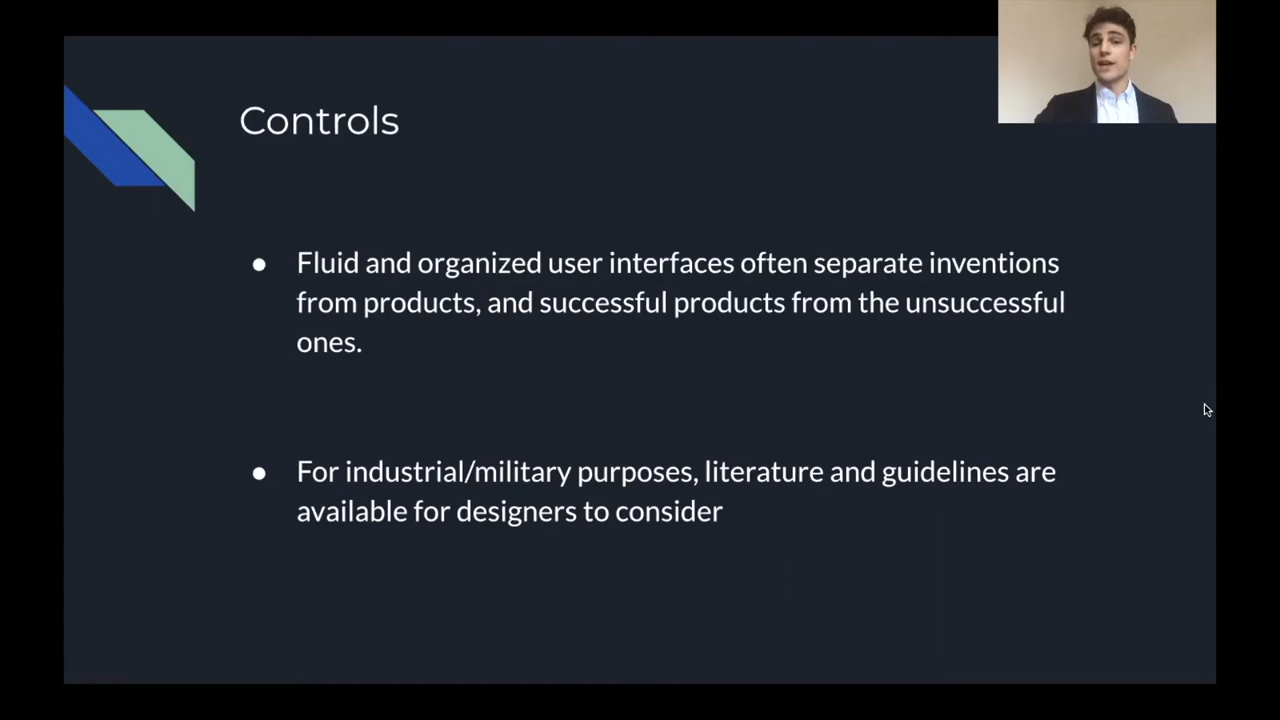 Controls
● Fluid and organized user interfaces often separate inventions
from products, and successful products from the unsuccessful
ones.
● For industrial/military purposes, literature and guidelines are
available for designers to consider